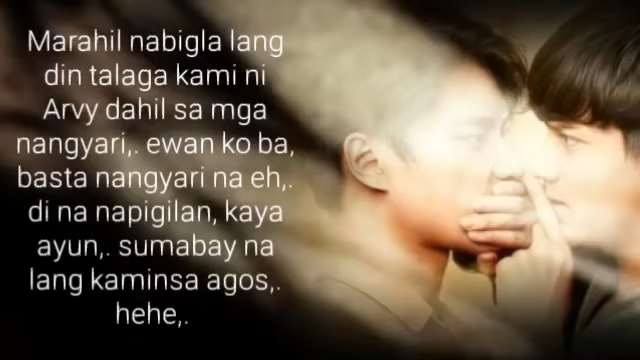 Marahil nabigla lang
din talaga kami ni
Arvy dahil sa mga
nangyari,. ewan ko ba,
basta nangyari na eh,.
di na napigilan, kaya
ayun,. sumabay na
lang kaminsa agos,.
hehe,.